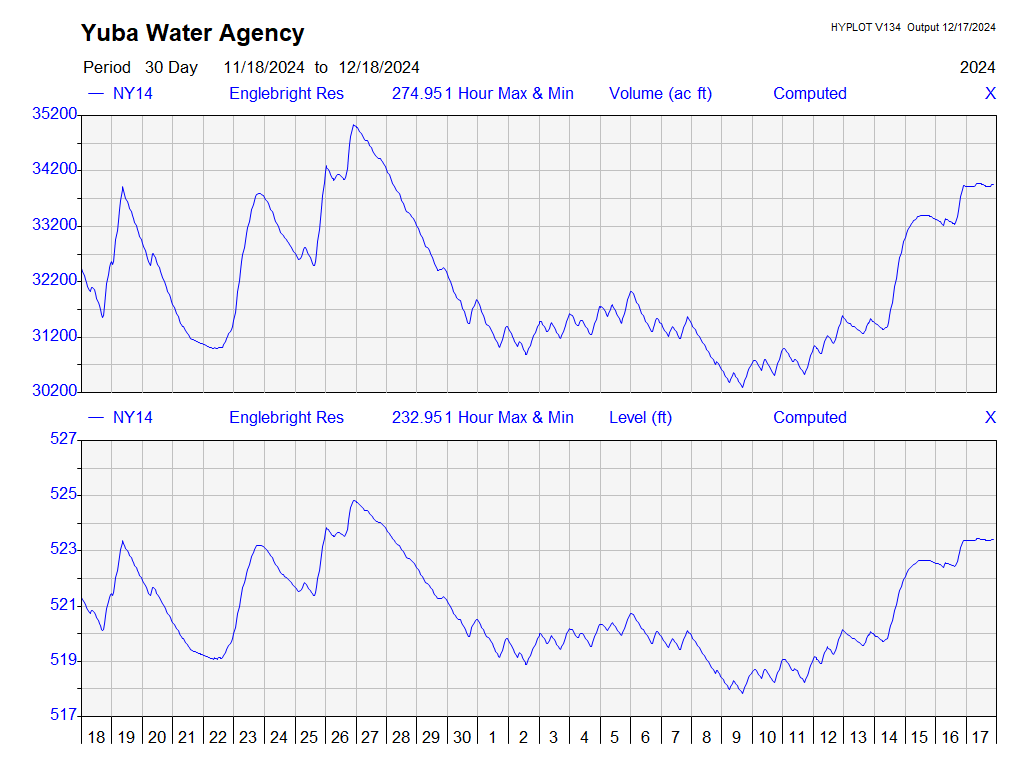 Yuba Water Agency
HYPLOT V134 Output 12/17/2024
Period 30 Day 11/18/2024 to 12/18/2024 2024
NY14 Englebright Res 274.951 Hour Max & Min Volume (ac ft) Computed X
35200
34200
33200
32200
31200
30200
NY14 Englebright Res 232.951 Hour Max & Min Level (ft) Computed X
527
525
523
521
519
517
18 19 20 21 22 23 24 25 26 27 28 29 30 1 2 3 4 5 6 7 8 9 10 11 12 13 14 15 16 17